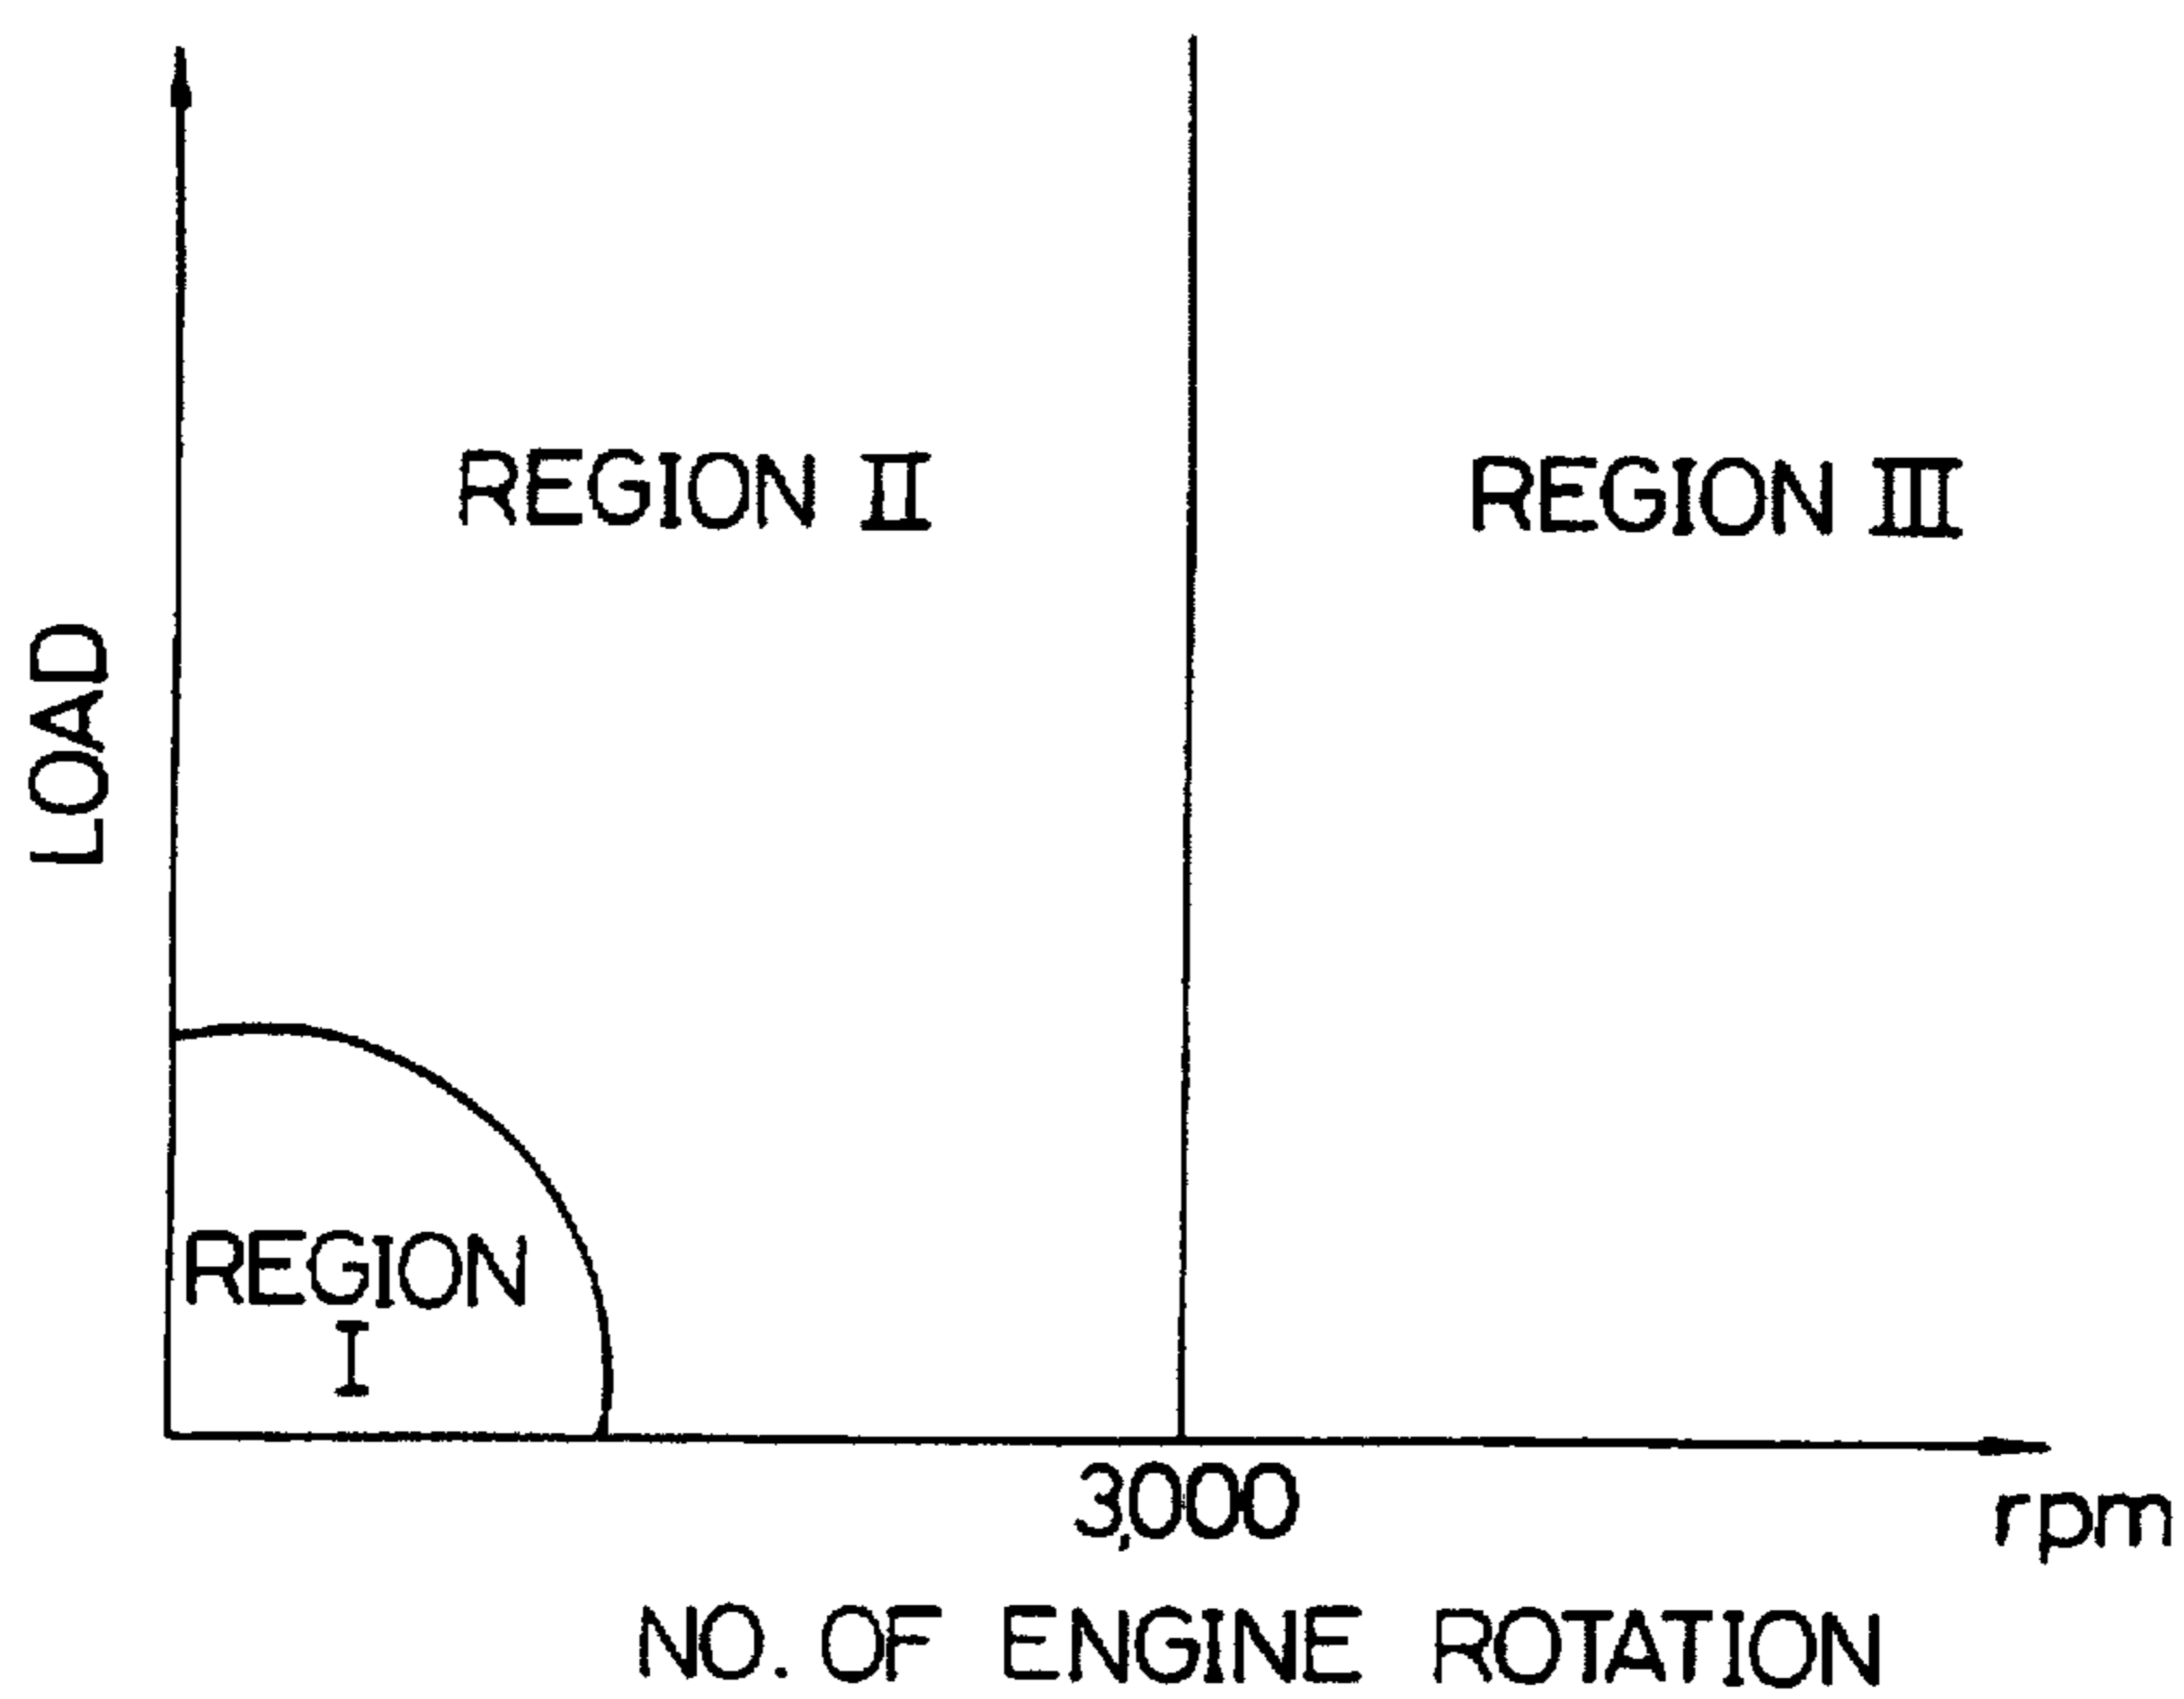 REGION II
REGION III
LOAD
REGION
I
3,000
rpm
NO. OF ENGINE ROTATION